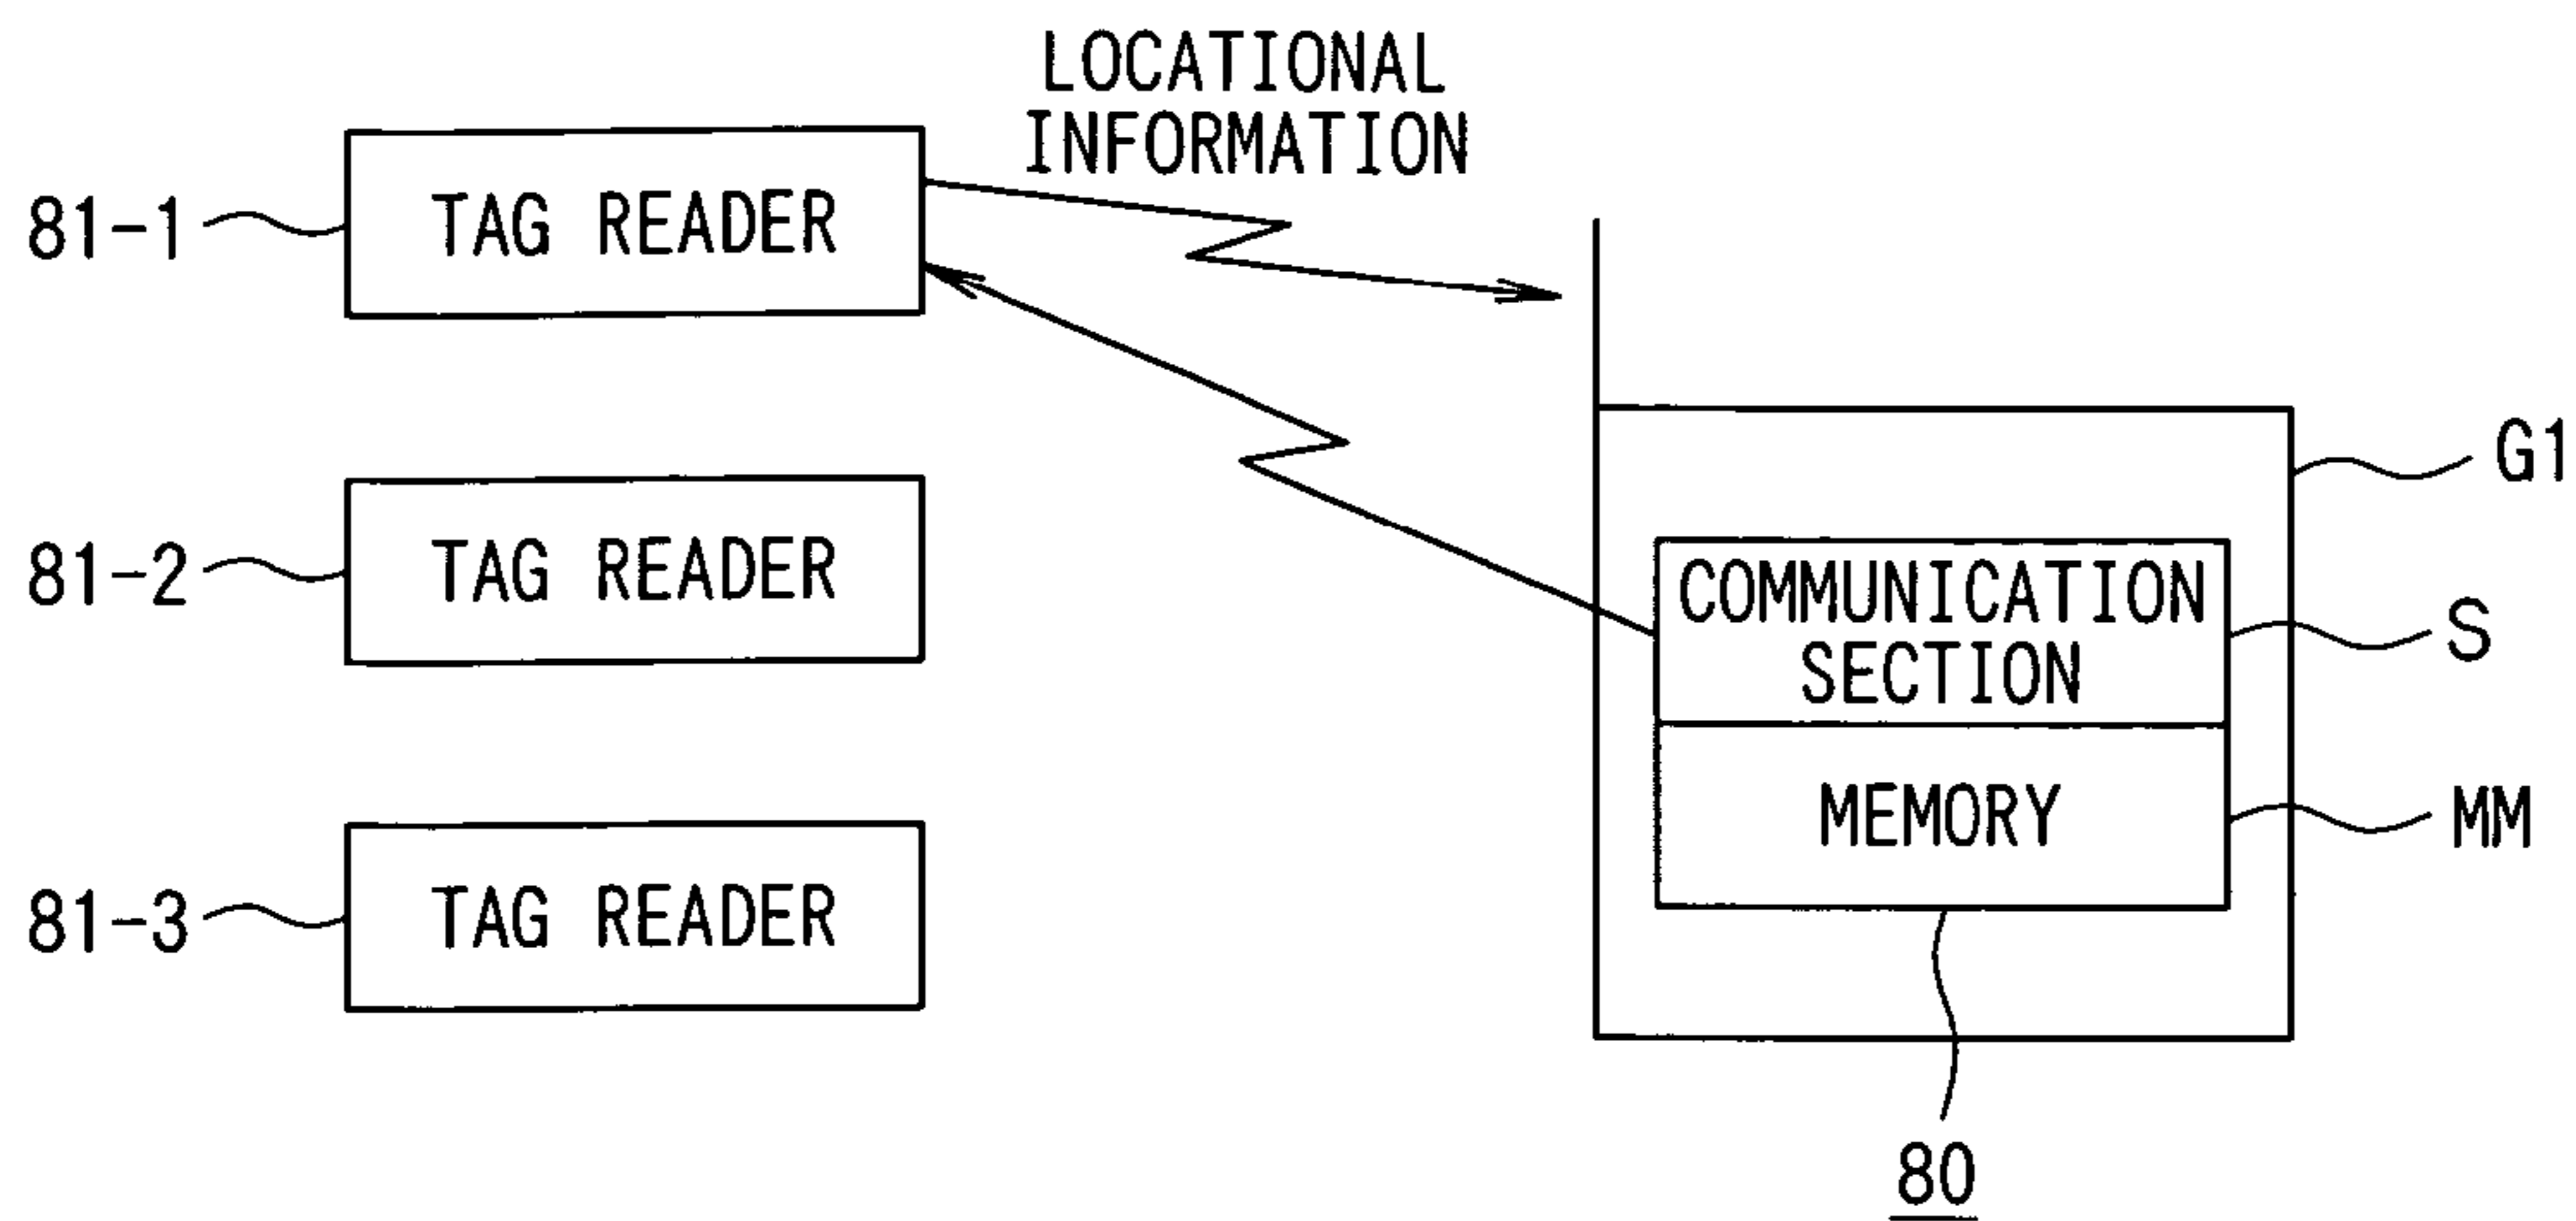 LOCATIONAL
INFORMATION
81-1
TAG READER
G1
81-2
TAG READER
COMMUNICATION
SECTION
S
MEMORY
MM
81-3
TAG READER
80